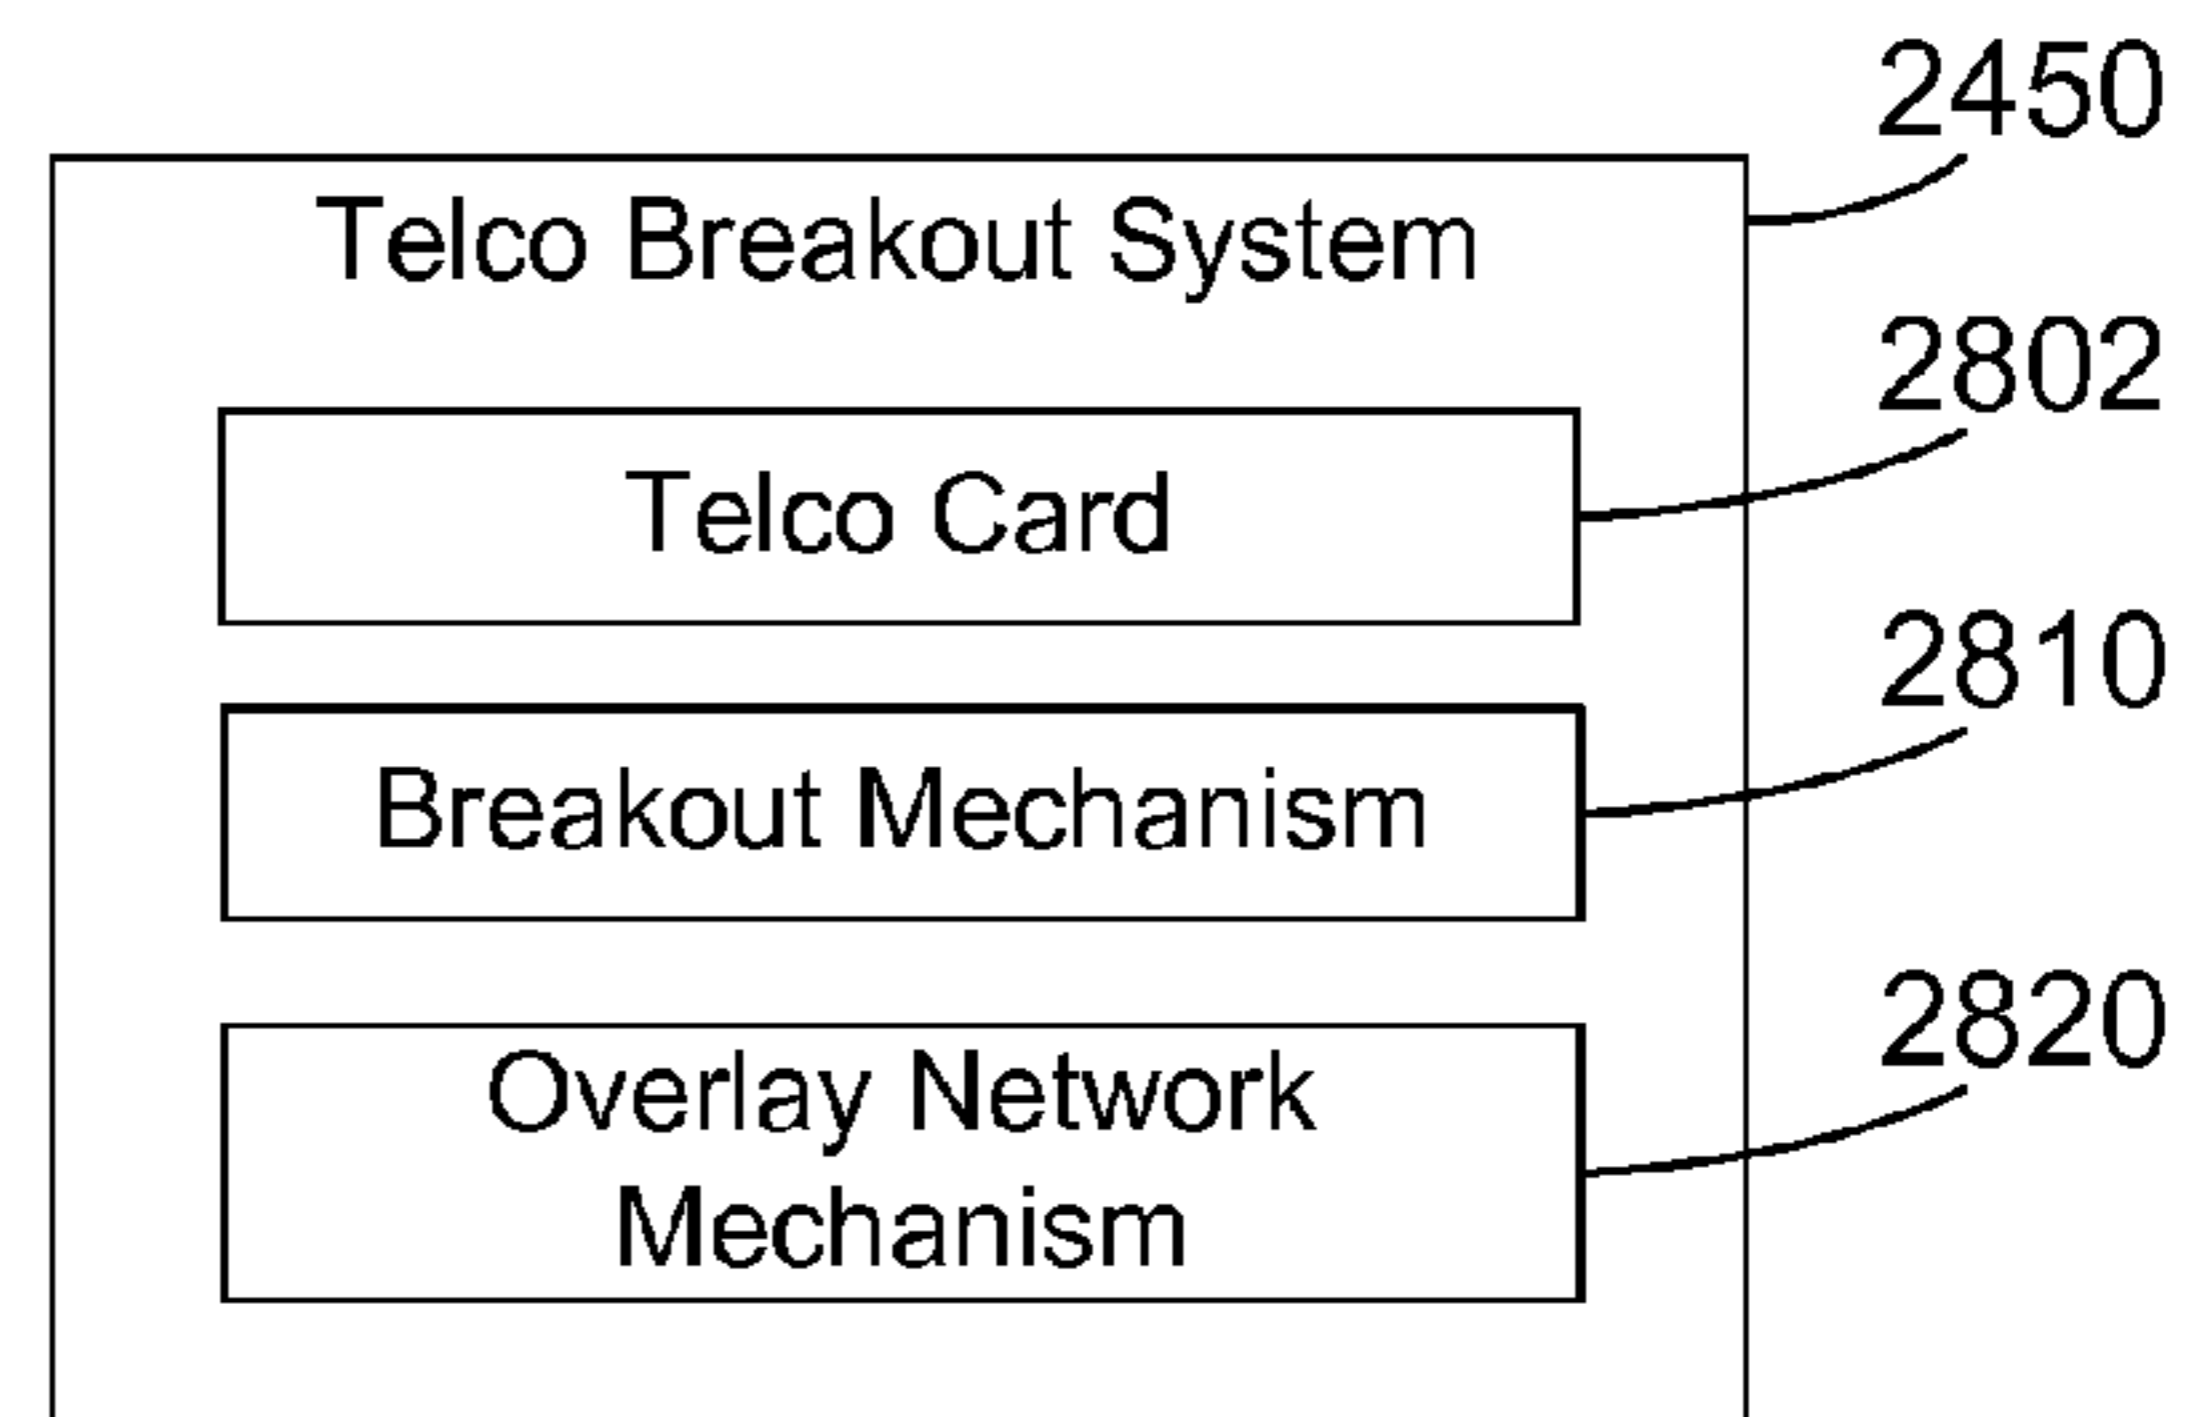 2450
Telco Breakout System
2802
Telco Card
2810
Breakout Mechanism
2820
Overlay Network
Mechanism